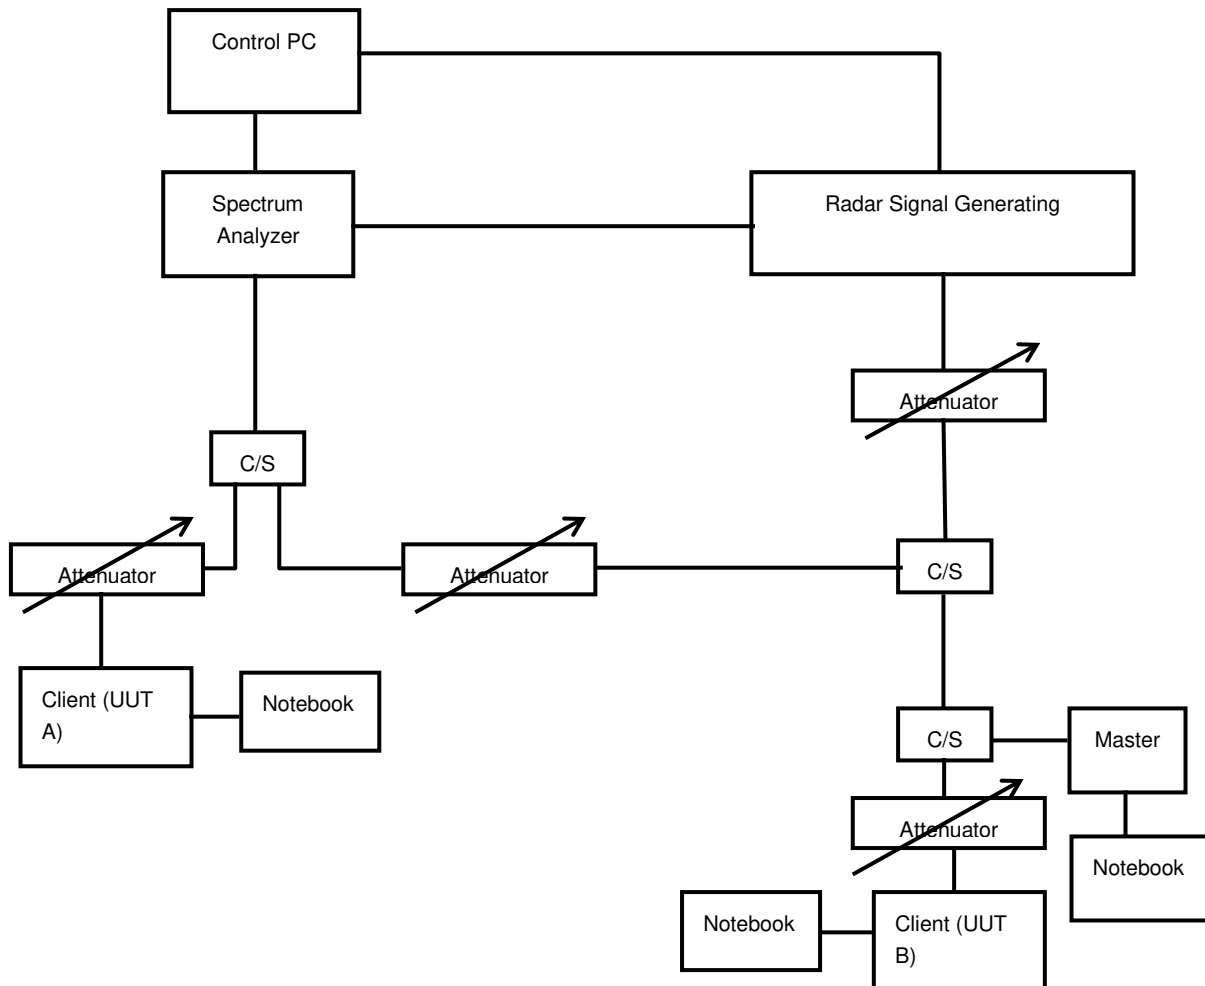 Control PC
Spectrum
Analyzer
Radar Signal Generating
Attenuator
C/S
Attenuator
Attenuator
C/S
Client (UUT
A)
Notebook
C/S
Master
Attenuator
Notebook
Notebook
Client (UUT
B)